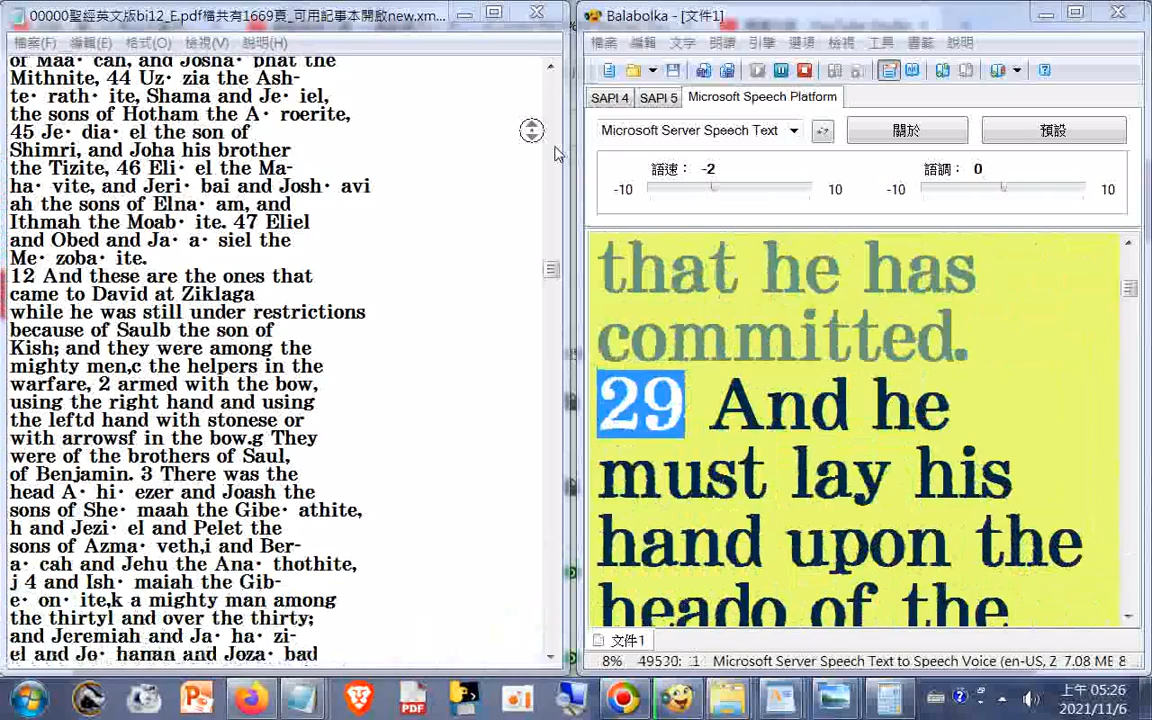 00000聖經英文版bi12_E.pdf檔共有1669頁_可用記事本開啟new.xm...
檔案(F) 編輯(E) 格式(O) 檢視(V) 說明(H)
of Maa· cah, and Josha· phat the
Mithnite, 44 Uz· zia the Ash-
te· rath· ite, Shama and Je· iel,
the sons of Hotham the A· roerite,
45 Je· dia· el the son of
Shimri, and Joha his brother
the Tizite, 46 Eli· el the Ma-
ha· vite, and Jeri· bai and Josh· avi
ah the sons of Elna· am, and
Ithmah the Moab· ite. 47 Eliel
and Obed and Ja· a· siel the
Me· zoba· ite.
12 And these are the ones that
came to David at Ziklaga
while he was still under restrictions
because of Saulb the son of
Kish; and they were among the
mighty men,c the helpers in the
warfare, 2 armed with the bow,
using the right hand and using
the leftd hand with stonese or
with arrowsf in the bow.g They
were of the brothers of Saul,
of Benjamin. 3 There was the
head A· hi· ezer and Joash the
sons of She· maah the Gibe· athite,
h and Jezi· el and Pelet the
sons of Azma· veth,i and Ber-
a· cah and Jehu the Ana· thothite,
j 4 and Ish· maiah the Gib-
e· on· ite,k a mighty man among
the thirtyl and over the thirty;
and Jeremiah and Ja· ha· zi-
el and Jo· hanan and Joza· bad
Balabolka - [文件1]
檔案 編輯 文字 朗讀 引擎 選項 檢視 工具 書籤 說明
SAPI 4 SAPI 5 Microsoft Speech Platform
Microsoft Server Speech Text 關於 預設
語速： -2 語調： 0
-10 10 -10 10
that he has
committed.
29 And he
must lay his
hand upon the
heado of the
文件1
8% 49530: 1 Microsoft Server Speech Text to Speech Voice (en-US, Z 7.08 MB 8
上午 05:26
2021/11/6